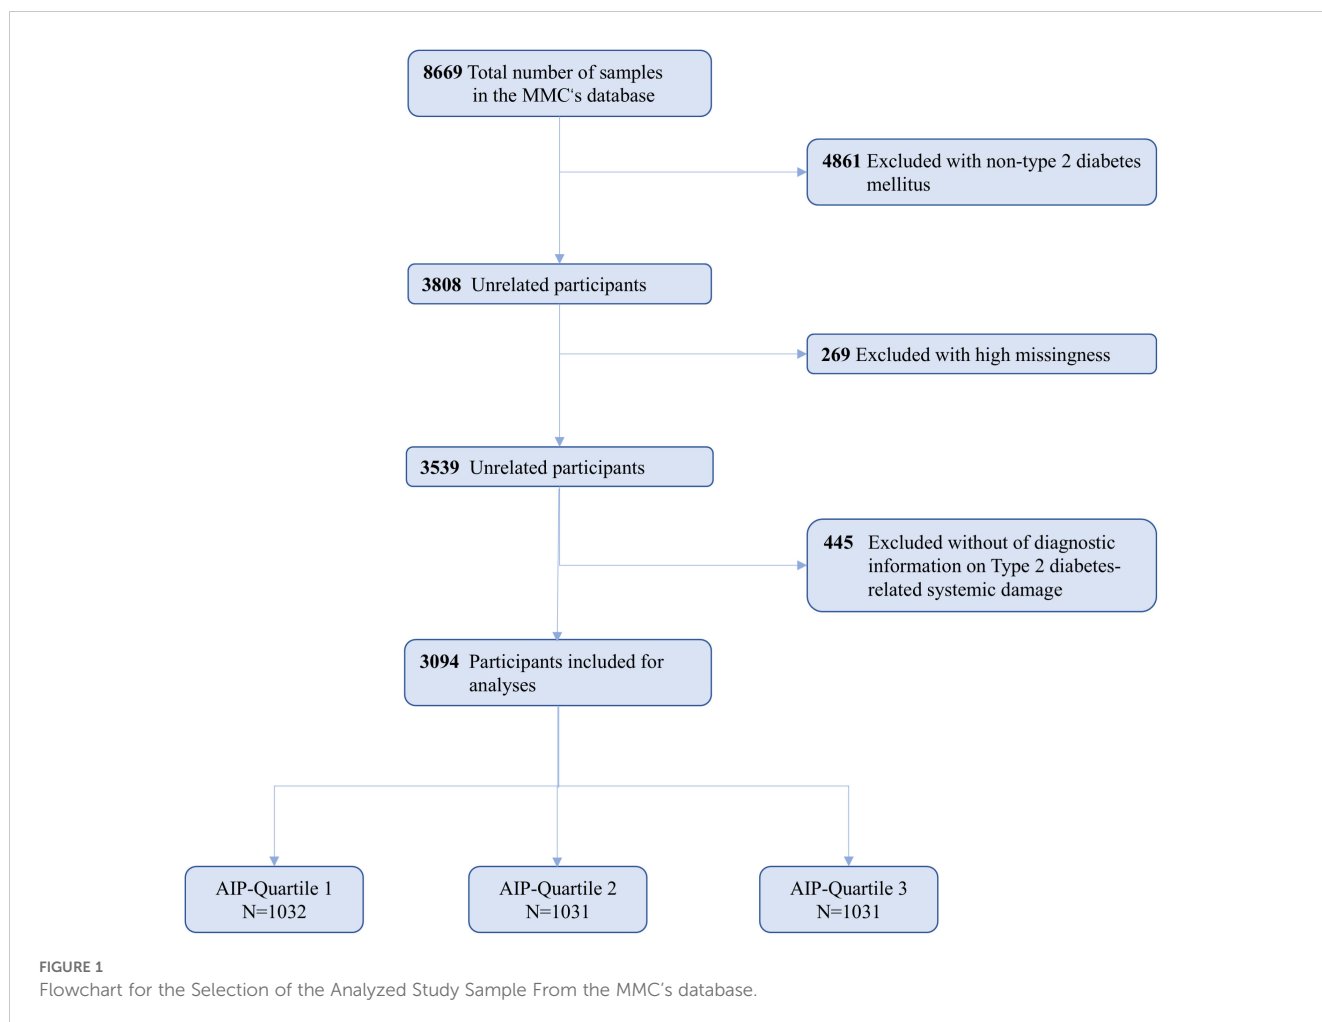 8669 Total number of samples
in the MMC‘s database
4861 Excluded with non-type 2 diabetes
mellitus
3808 Unrelated participants
269 Excluded with high missingness
3539 Unrelated participants
445 Excluded without of diagnostic
information on Type 2 diabetes-
related systemic damage
3094 Participants included for
analyses
AIP-Quartile 1
N=1032
AIP-Quartile 2
N=1031
AIP-Quartile 3
N=1031
FIGURE 1
Flowchart for the Selection of the Analyzed Study Sample From the MMC’s database.